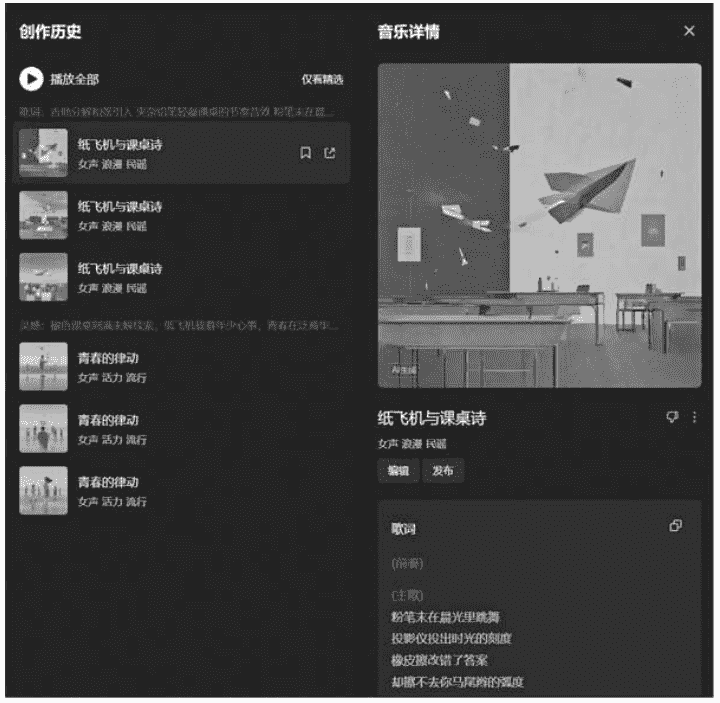 创作历史
播放全部
仅看精选
纸飞机与课桌诗
女声 浪漫 民谣
纸飞机与课桌诗
女声 浪漫 民谣
纸飞机与课桌诗
女声 浪漫 民谣
青春的律动
女声 活力 流行
青春的律动
女声 活力 流行
青春的律动
女声 活力 流行
音乐详情
AI生成
纸飞机与课桌诗
女声 浪漫 民谣
编辑
发布
歌词
(前奏)
(主歌)
粉笔末在晨光里跳舞
投影仪投出时光的刻度
橡皮擦改错了答案
却擦不去你马尾辫的弧度